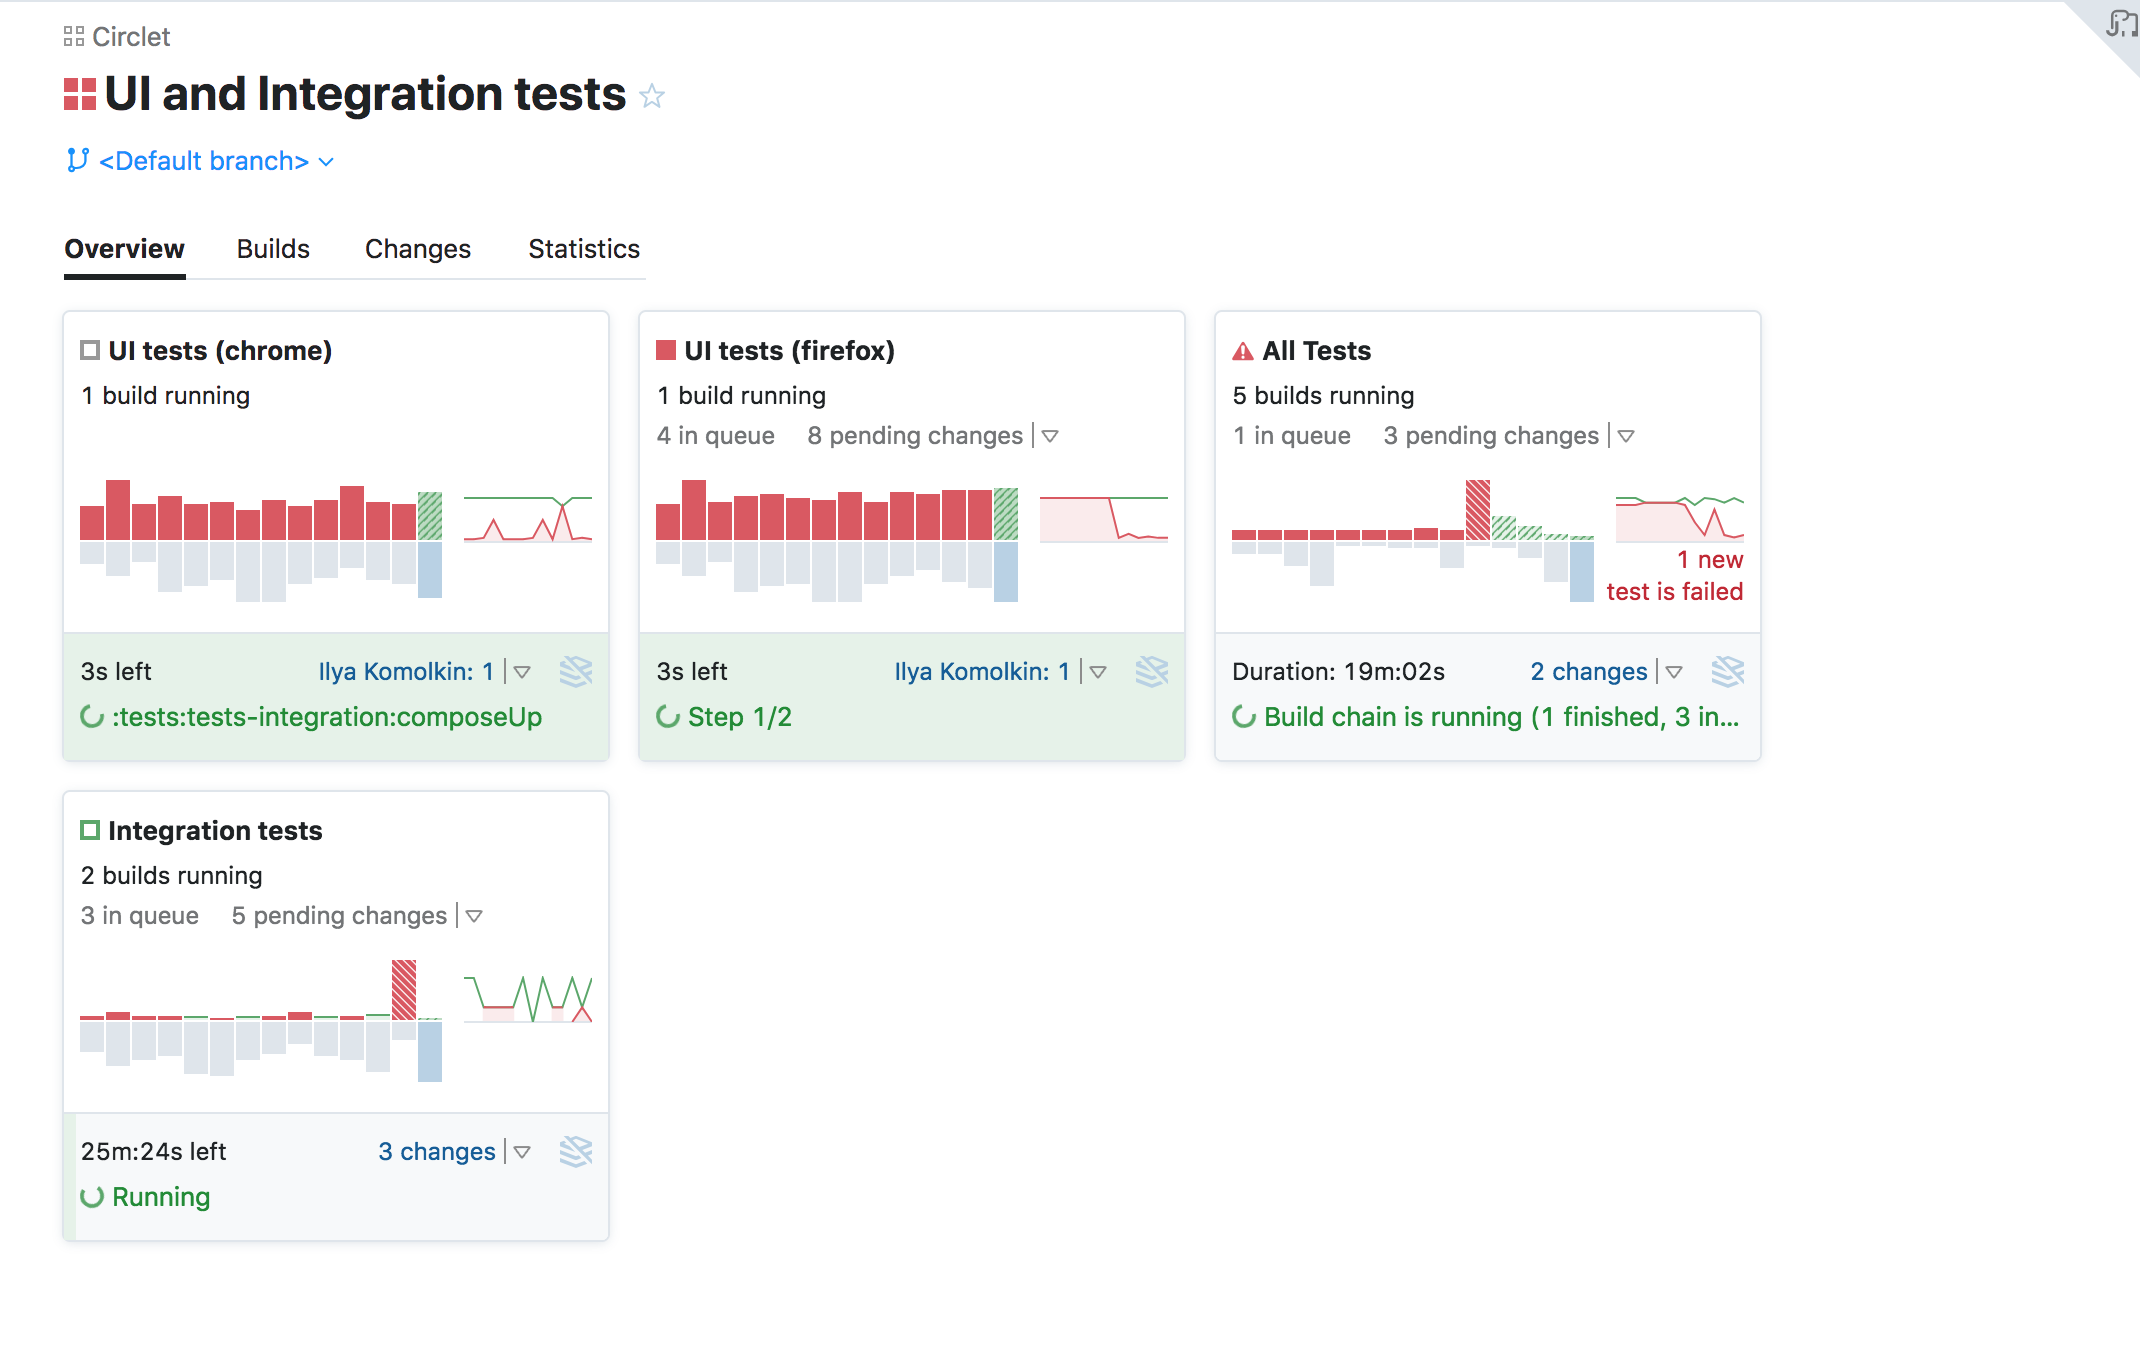 Circlet
UI and Integration tests
<Default branch>
Overview Builds Changes Statistics
UI tests (chrome)
1 build running
3s left Ilya Komolkin: 1
:tests:tests-integration:composeUp
UI tests (firefox)
1 build running
4 in queue 8 pending changes
3s left Ilya Komolkin: 1
Step 1/2
All Tests
5 builds running
1 in queue 3 pending changes
1 new
test is failed
Duration: 19m:02s 2 changes
Build chain is running (1 finished, 3 in...
Integration tests
2 builds running
3 in queue 5 pending changes
25m:24s left 3 changes
Running